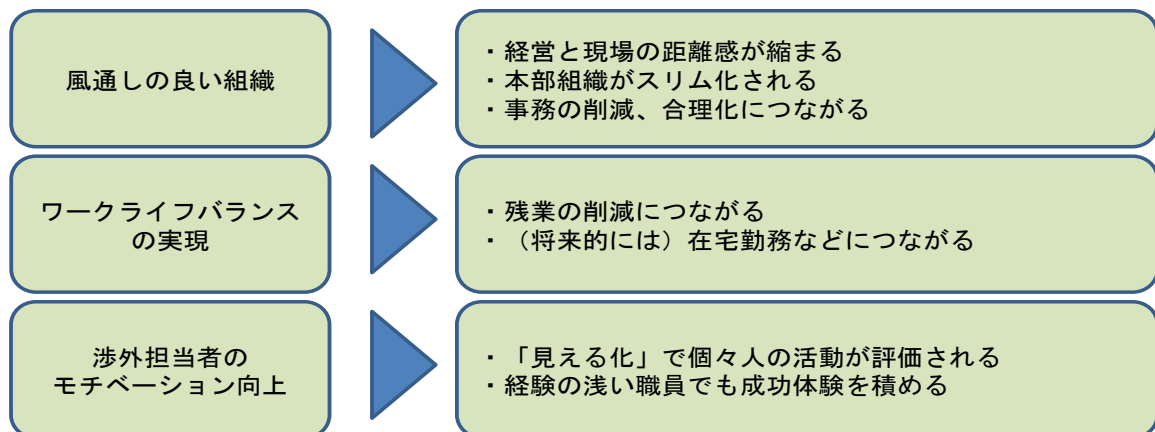 風通しの良い組織
・経営と現場の距離感が縮まる
・本部組織がスリム化される
・事務の削減、合理化につながる
ワークライフバランス
の実現
・残業の削減につながる
・（将来的には）在宅勤務などにつながる
渉外担当者の
モチベーション向上
・「見える化」で個々人の活動が評価される
・経験の浅い職員でも成功体験を積める